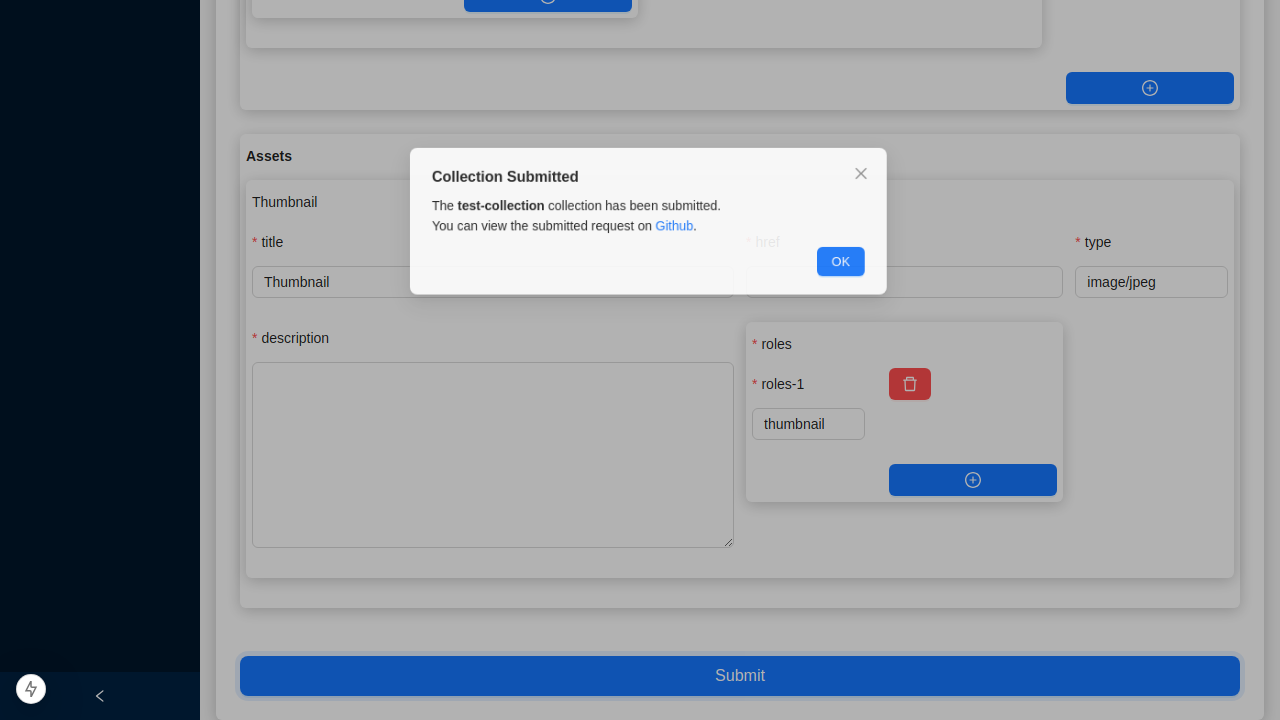 Assets
Collection Submitted
The test-collection collection has been submitted.
You can view the submitted request on Github.
OK
Thumbnail
* title
* href
* type
Thumbnail
image/jpeg
* description
* roles
* roles-1
thumbnail
Submit